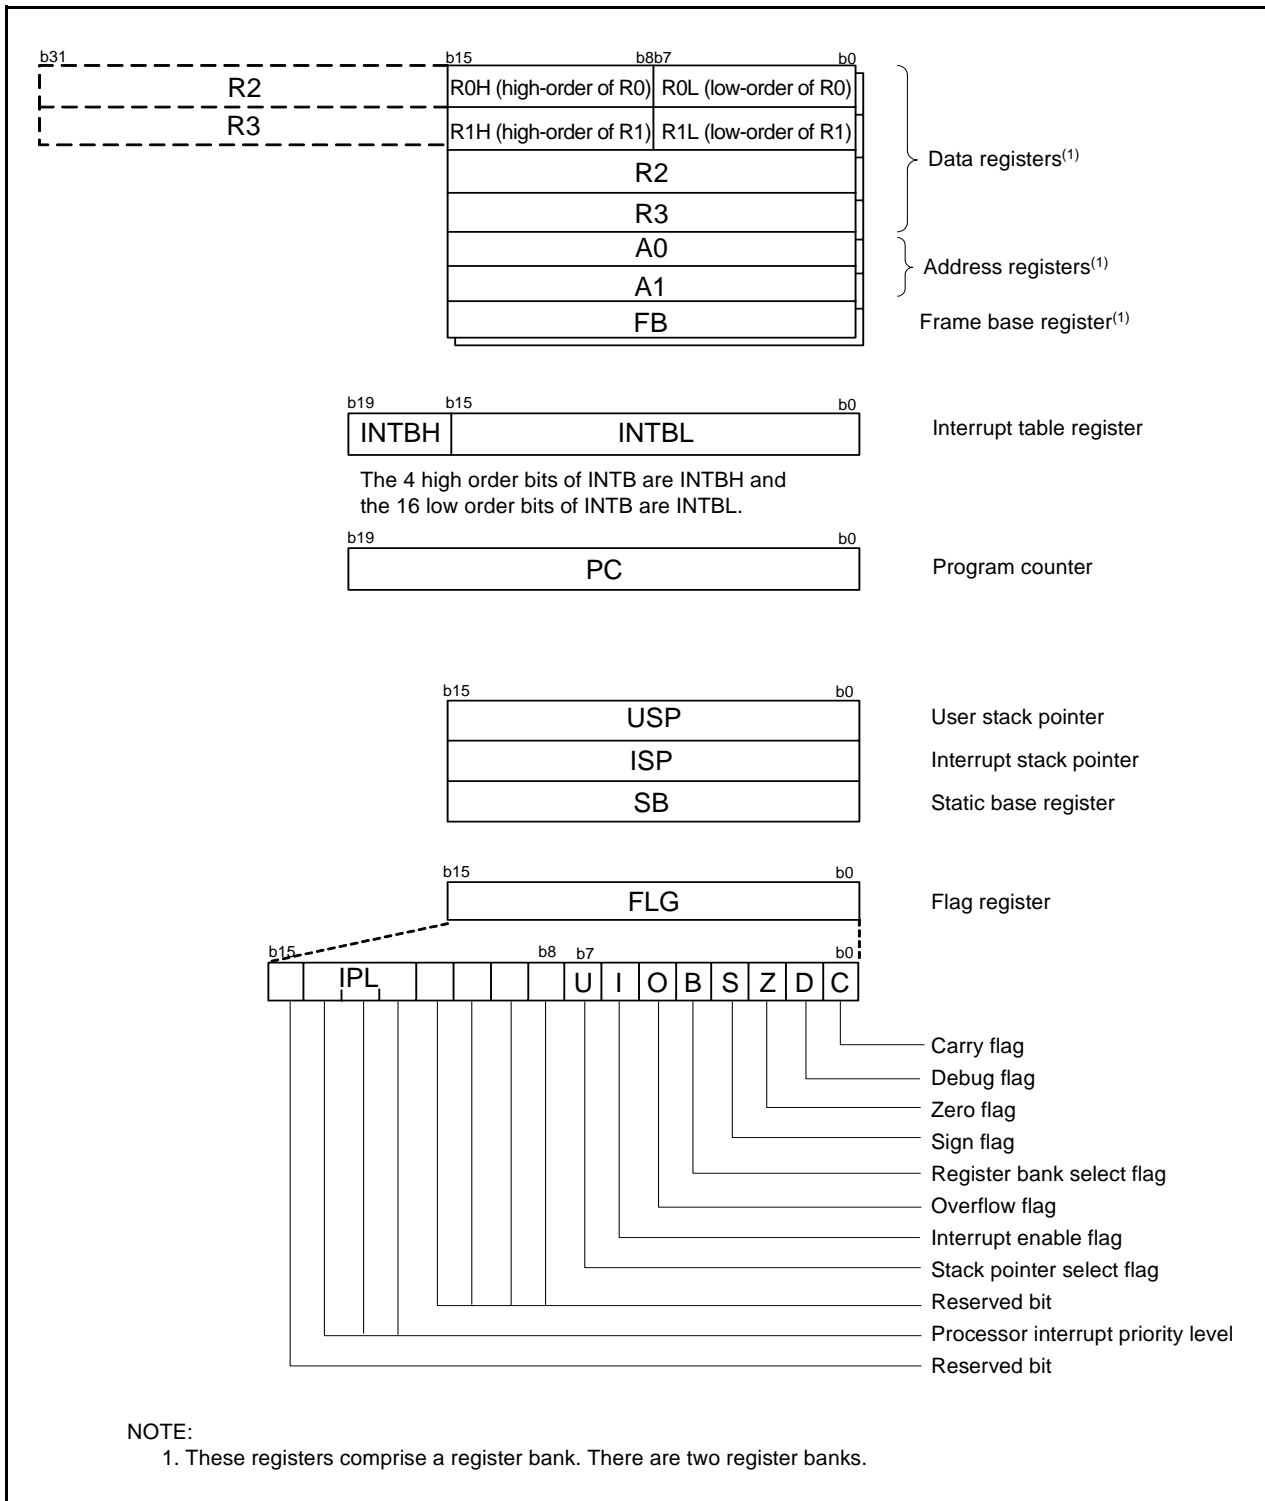 b31 b15 b8b7 b0
R2 R0H (high-order of R0) R0L (low-order of R0)
R3 R1H (high-order of R1) R1L (low-order of R1)
Data registers(1)
R2
R3
A0
Address registers(1)
A1
FB Frame base register(1)
b19 b15 b0
INTBH INTBL Interrupt table register
The 4 high order bits of INTB are INTBH and
the 16 low order bits of INTB are INTBL.
b19 b0
PC Program counter
b15 b0
USP User stack pointer
ISP Interrupt stack pointer
SB Static base register
b15 b0
FLG Flag register
b15 b8 b7 b0
IPL U I O B S Z D C
Carry flag
Debug flag
Zero flag
Sign flag
Register bank select flag
Overflow flag
Interrupt enable flag
Stack pointer select flag
Reserved bit
Processor interrupt priority level
Reserved bit
NOTE:
1. These registers comprise a register bank. There are two register banks.